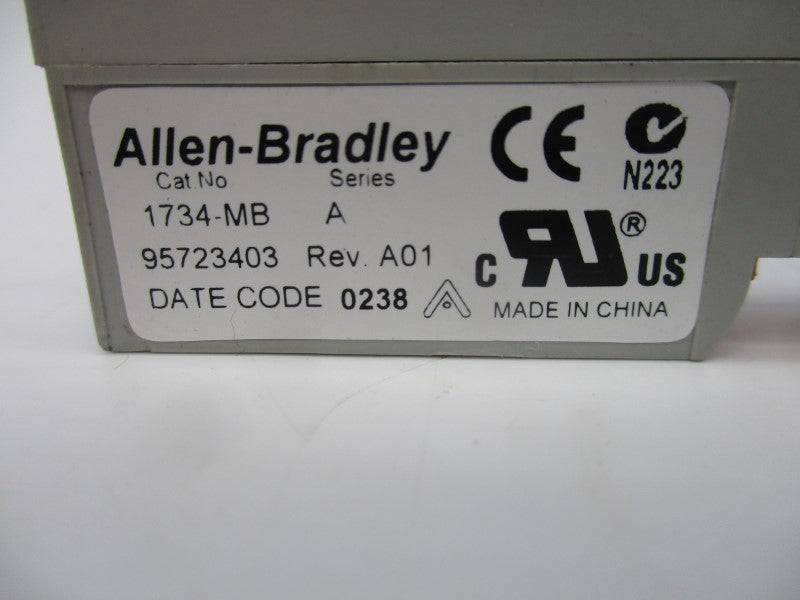 Allen-Bradley
Cat. No Series
1734-MB A
95723403 Rev. A01
DATE CODE 0238
CE
N223
C RU ® US
MADE IN CHINA